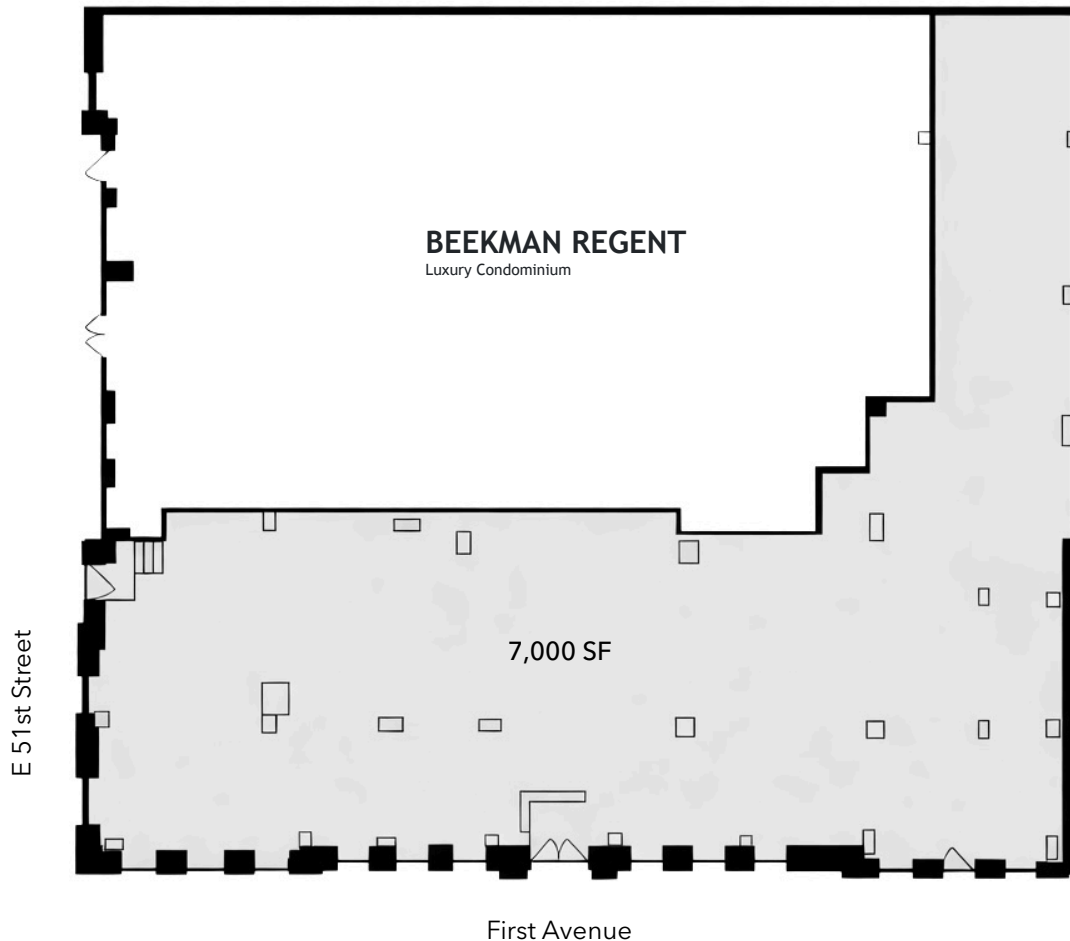 BEEKMAN REGENT
Luxury Condominium
7,000 SF
E 51st Street
First Avenue